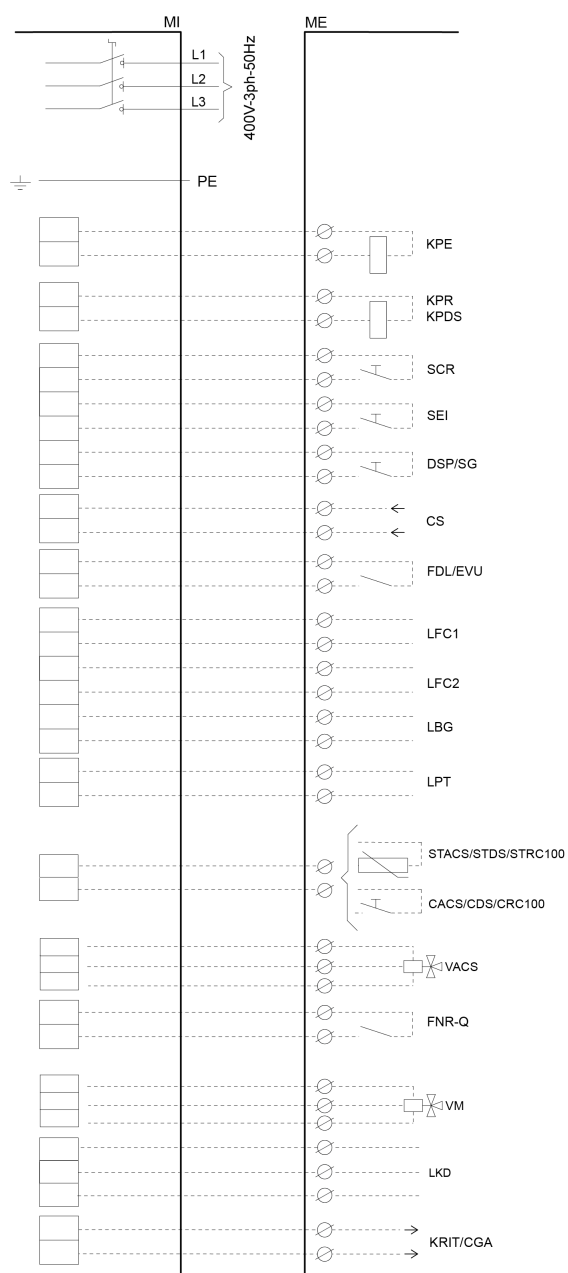 MI
ME
L1
L2
L3
400V-3ph-50Hz
PE
KPE
KPR
KPDS
SCR
SEI
DSP/SG
CS
FDL/EVU
LFC1
LFC2
LBG
LPT
STACS/STDS/STRC100
CACS/CDS/CRC100
VACS
FNR-Q
VM
LKD
KRIT/CGA